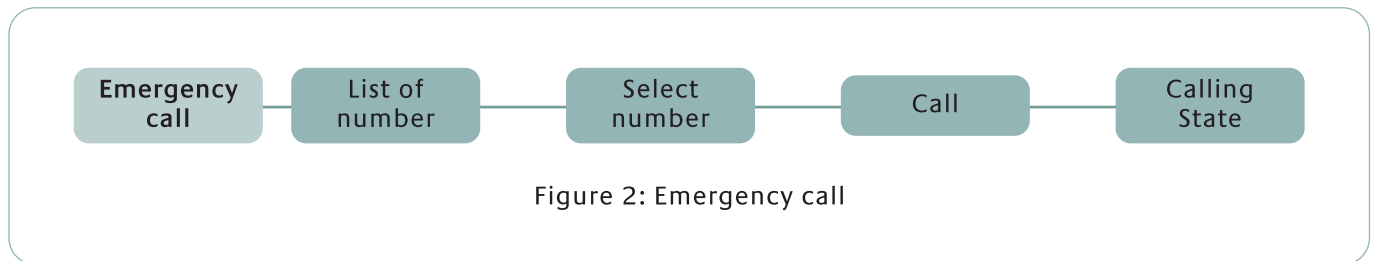 Emergency
call
List of
number
Select
number
Call
Calling
State
Figure 2: Emergency call